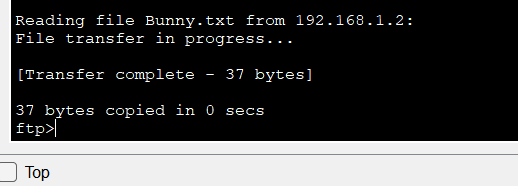 Reading file Bunny.txt from 192.168.1.2:
File transfer in progress...
[Transfer complete - 37 bytes]
37 bytes copied in 0 secs
ftp>
Top